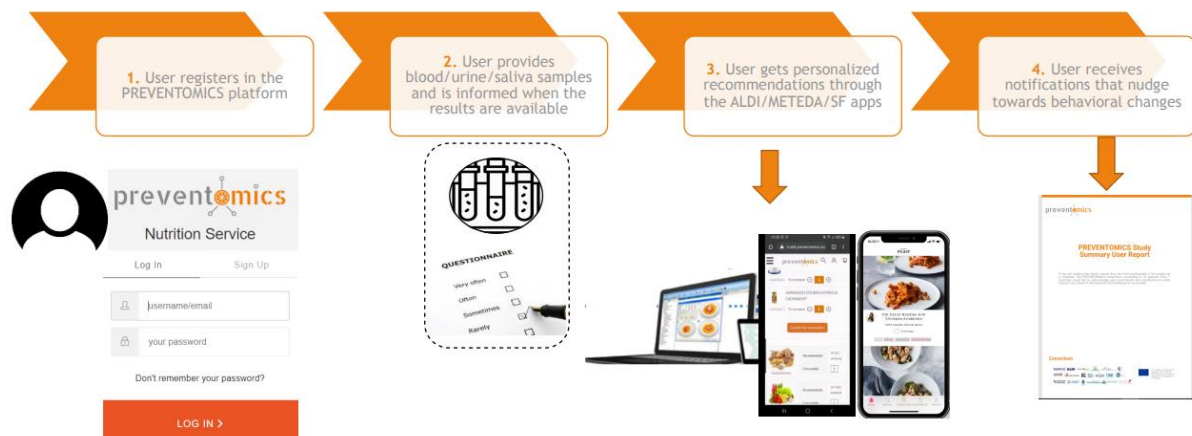 1. User registers in the
PREVENTOMICS platform
2. User provides
blood/urine/saliva samples
and is informed when the
results are available
3. User gets personalized
recommendations through
the ALDI/METEDA/SF apps
4. User receives
notifications that nudge
towards behavioral changes
preventomics
Nutrition Service
Log In
Sign Up
username/email
your password
Don't remember your password?
LOG IN >
QUESTIONNAIRE
Very often
Often
Sometimes
Rarely
preventomics
preventomics
PREVENTOMICS Study
Summary User Report
Consortium